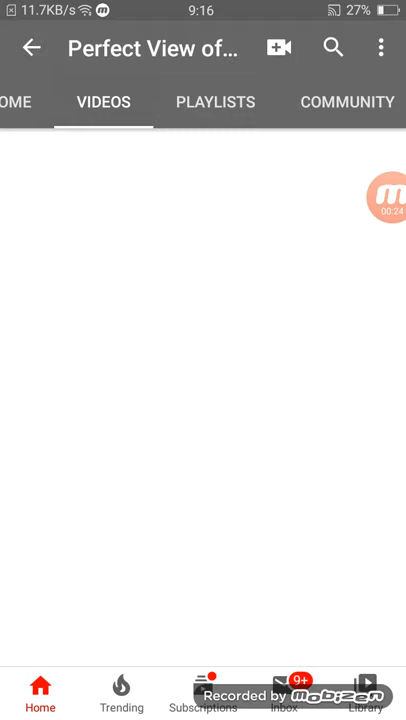 11.7KB/s 9:16 27%
Perfect View of...
OME VIDEOS PLAYLISTS COMMUNITY
m
00:24
9+
Recorded by mobizen
Home Trending Subscriptions Inbox Library